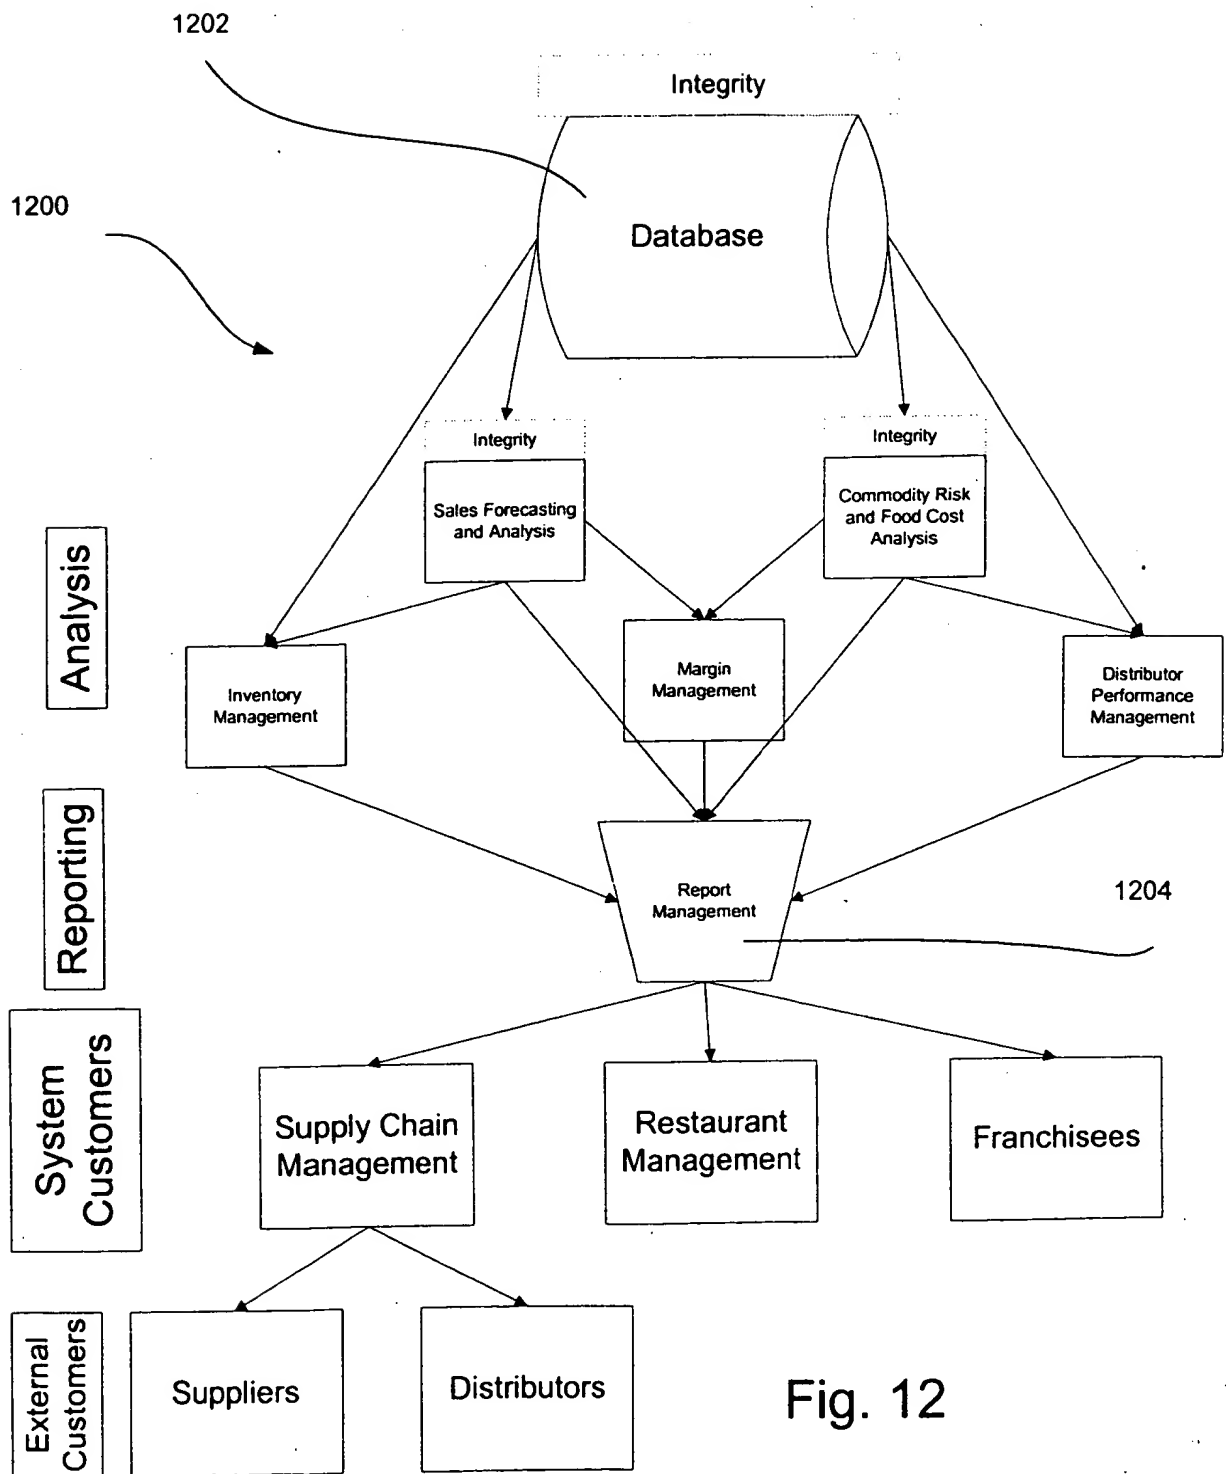 1202
Integrity
1200
Database
Integrity
Integrity
Sales Forecasting
and Analysis
Commodity Risk
and Food Cost
Analysis
Analysis
Inventory
Management
Margin
Management
Distributor
Performance
Management
Reporting
Report
Management
1204
System
Customers
Supply Chain
Management
Restaurant
Management
Franchisees
External
Customers
Suppliers
Distributors
Fig. 12